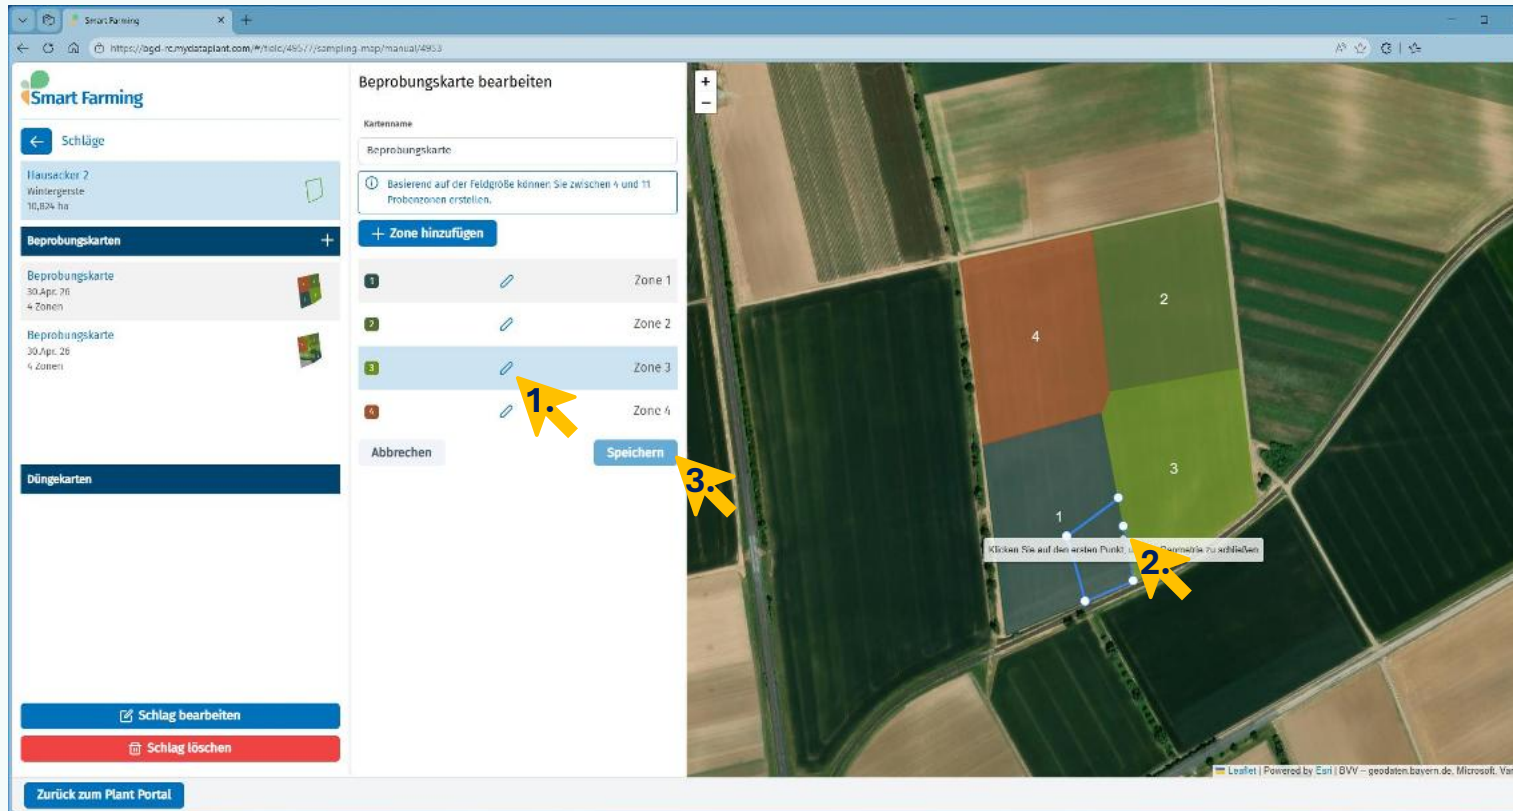 Smart Farming
https://bgd-rc.mydataplant.com/#/field/49577/sampling-map/manual/4953
Smart Farming
Schläge
Hausacker 2
Wintergerste
10,824 ha
Beprobungskarten
Beprobungskarte
30.Apr. 26
4 Zonen
Beprobungskarte
30.Apr. 26
4 Zonen
Düngekarten
Schlag bearbeiten
Schlag löschen
Zurück zum Plant Portal
Beprobungskarte bearbeiten
Kartenname
Beprobungskarte
Basierend auf der Feldgröße können Sie zwischen 4 und 11
Probenzonen erstellen.
+ Zone hinzufügen
1 Zone 1
2 Zone 2
3 Zone 3
4 Zone 4
Abbrechen
Speichern
1.
3.
+
−
4
2
3
1
Klicken Sie auf den ersten Punkt, Geometrie zu schließen
2.
Leaflet | Powered by Esri | BVV – geodaten.bayern.de, Microsoft, Van